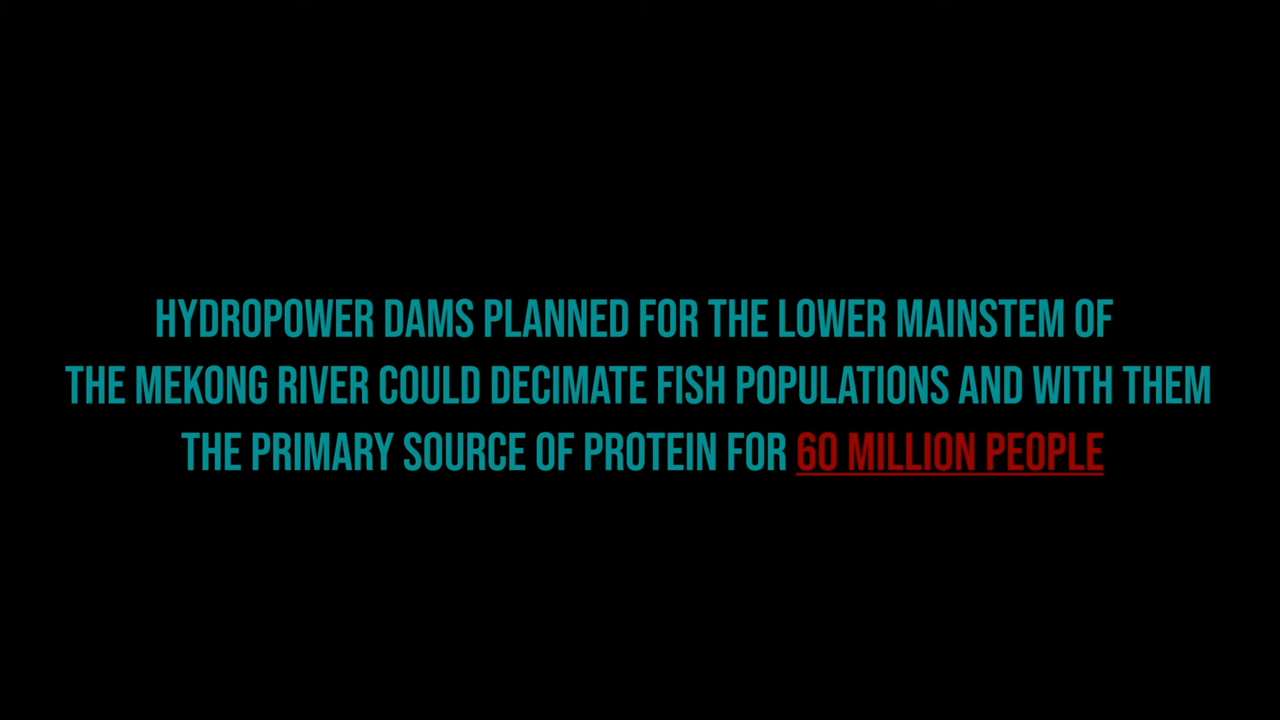 HYDROPOWER DAMS PLANNED FOR THE LOWER MAINSTEM OF
THE MEKONG RIVER COULD DECIMATE FISH POPULATIONS AND WITH THEM
THE PRIMARY SOURCE OF PROTEIN FOR 60 MILLION PEOPLE